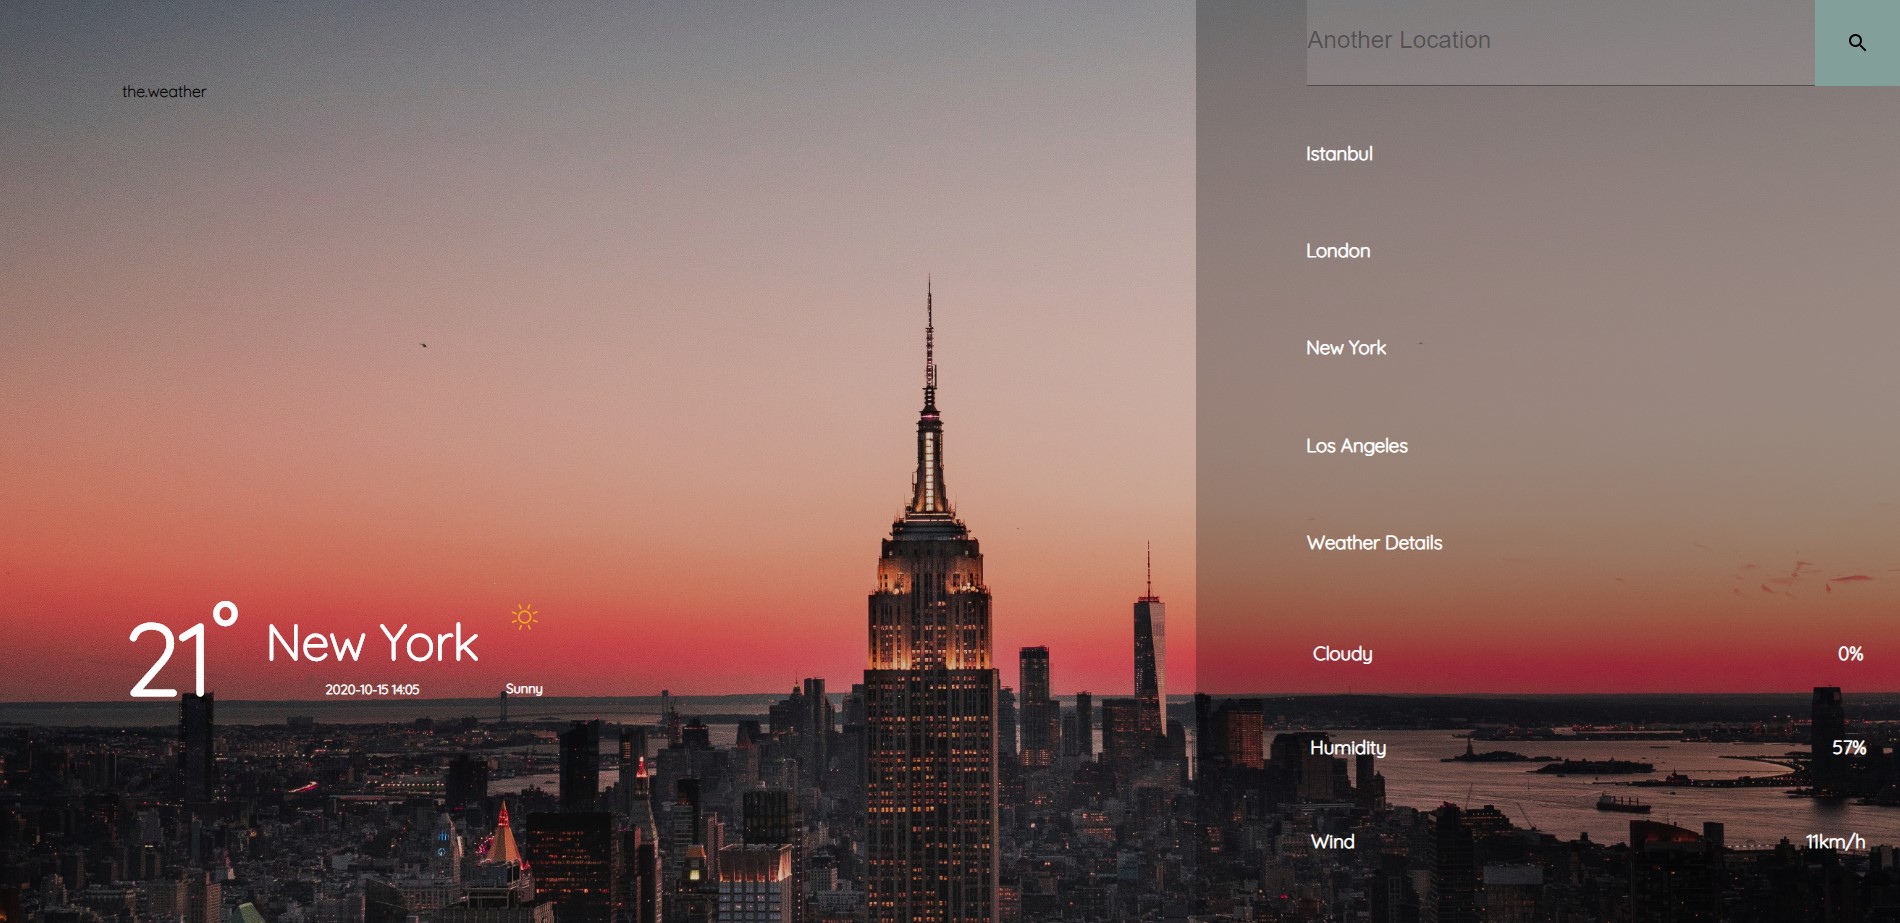 the.weather
21°
New York
2020-10-15 14:05
Sunny
Another Location
Istanbul
London
New York
Los Angeles
Weather Details
Cloudy 0%
Humidity 57%
Wind 11km/h